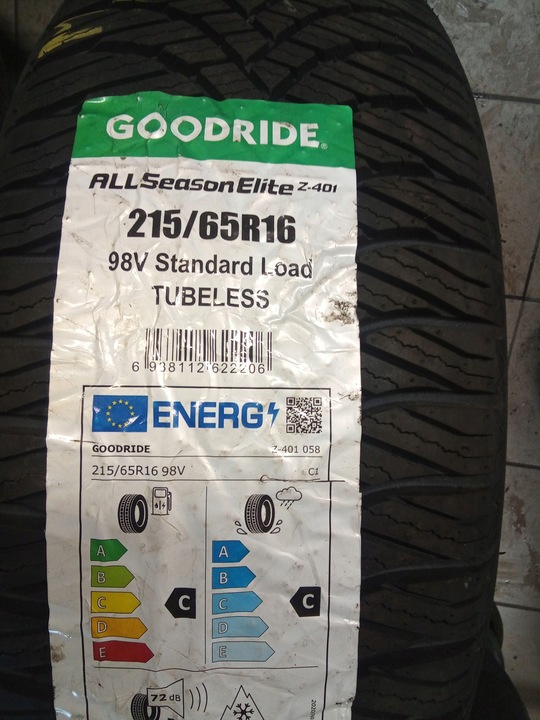 GOODRIDE®
ALLSeasonElite Z-401
215/65R16
98V Standard Load
TUBELESS
6 938112 622206
ENERG
GOODRIDE Z-401 058
215/65R16 98V C1
A A
B B
C C C C
D D
E E
72 dB